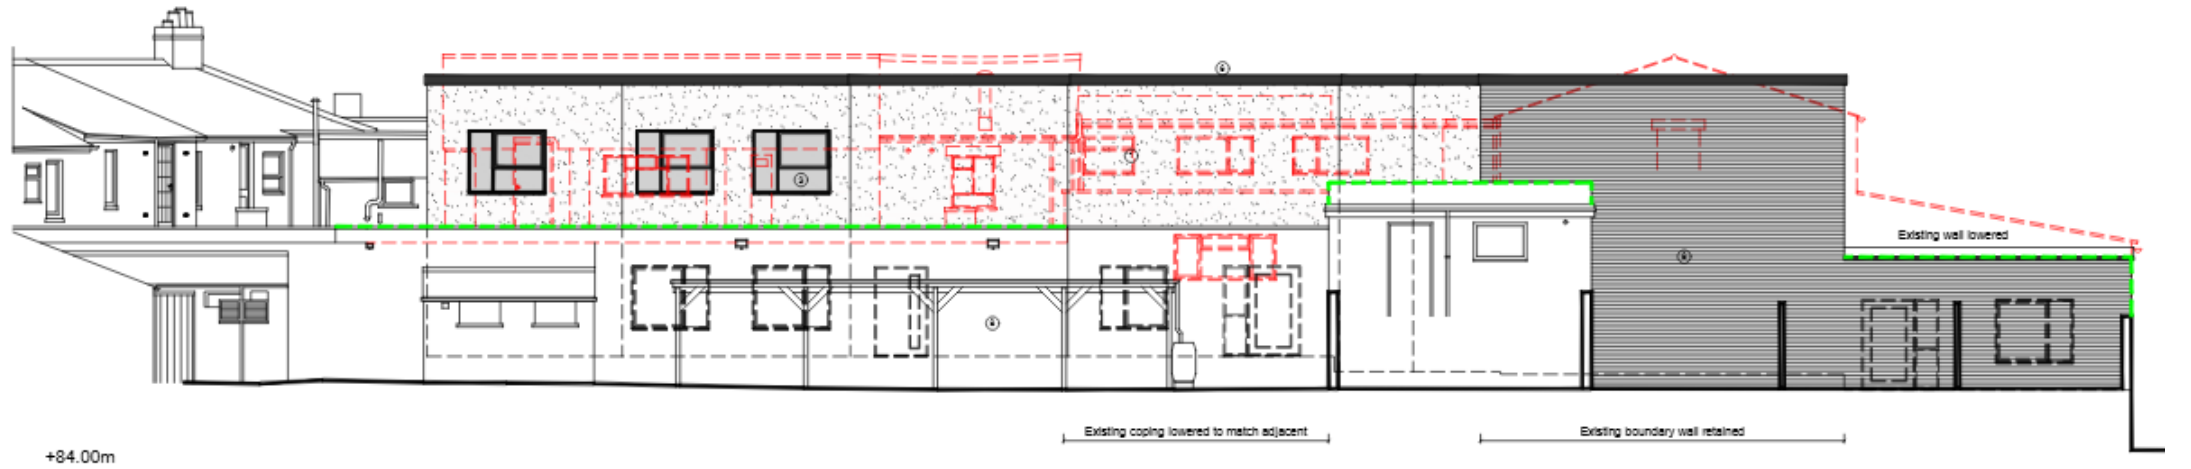 Existing wall lowered
Existing coping lowered to match adjacent
Existing boundary wall retained
+84.00m